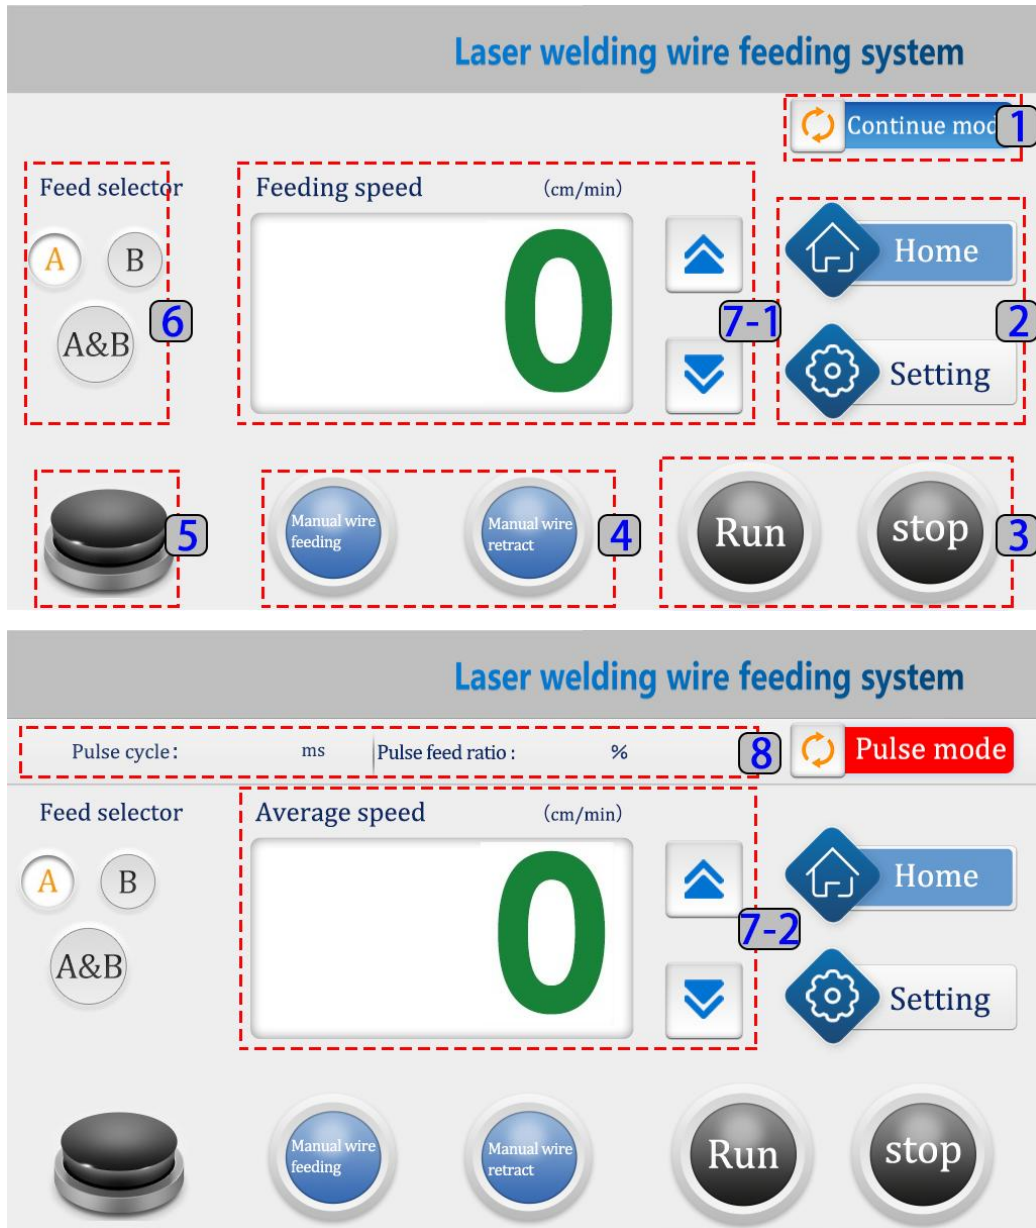 Laser welding wire feeding system
Continue mod
1
Feed selector
Feeding speed (cm/min)
A B
A&B
6
0
7-1
Home
Setting
2
5
Manual wire
feeding
Manual wire
retract
4
Run
stop
3
Laser welding wire feeding system
Pulse cycle: ms Pulse feed ratio : %
8
Pulse mode
Feed selector
Average speed (cm/min)
A B
A&B
0
7-2
Home
Setting
Manual wire
feeding
Manual wire
retract
Run
stop